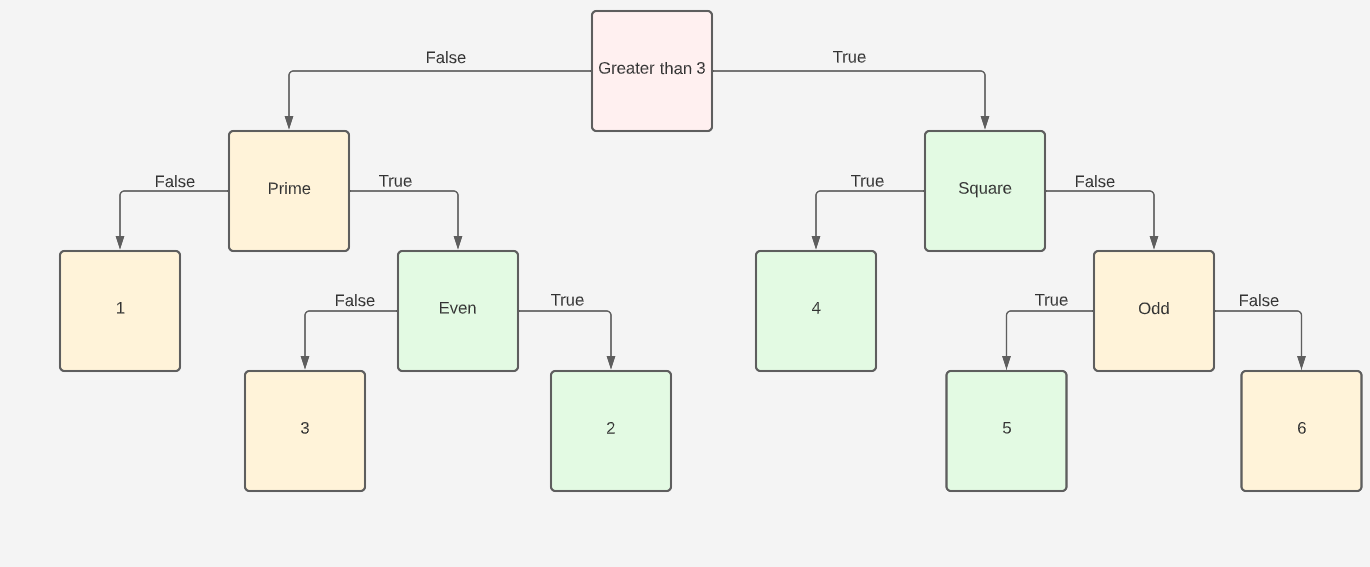 Greater than 3
False
True
Prime
Square
False
True
True
False
1
Even
4
Odd
False
True
True
False
3
2
5
6